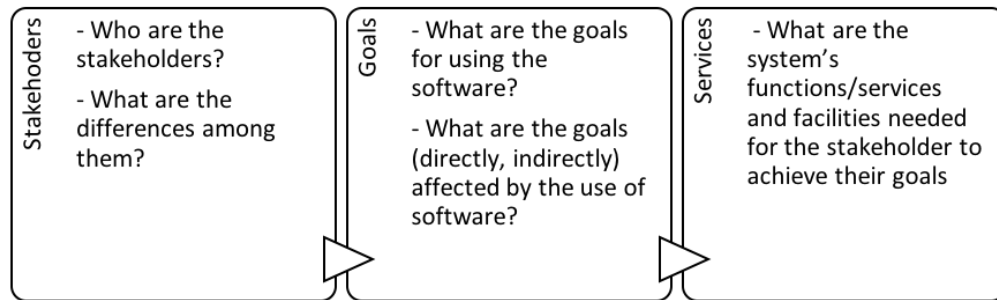 Stakehoders
- Who are the
stakeholders?
- What are the
differences among
them?
Goals
- What are the goals
for using the
software?
- What are the goals
(directly, indirectly)
affected by the use of
software?
Services
- What are the
system's
functions/services
and facilities needed
for the stakeholder to
achieve their goals